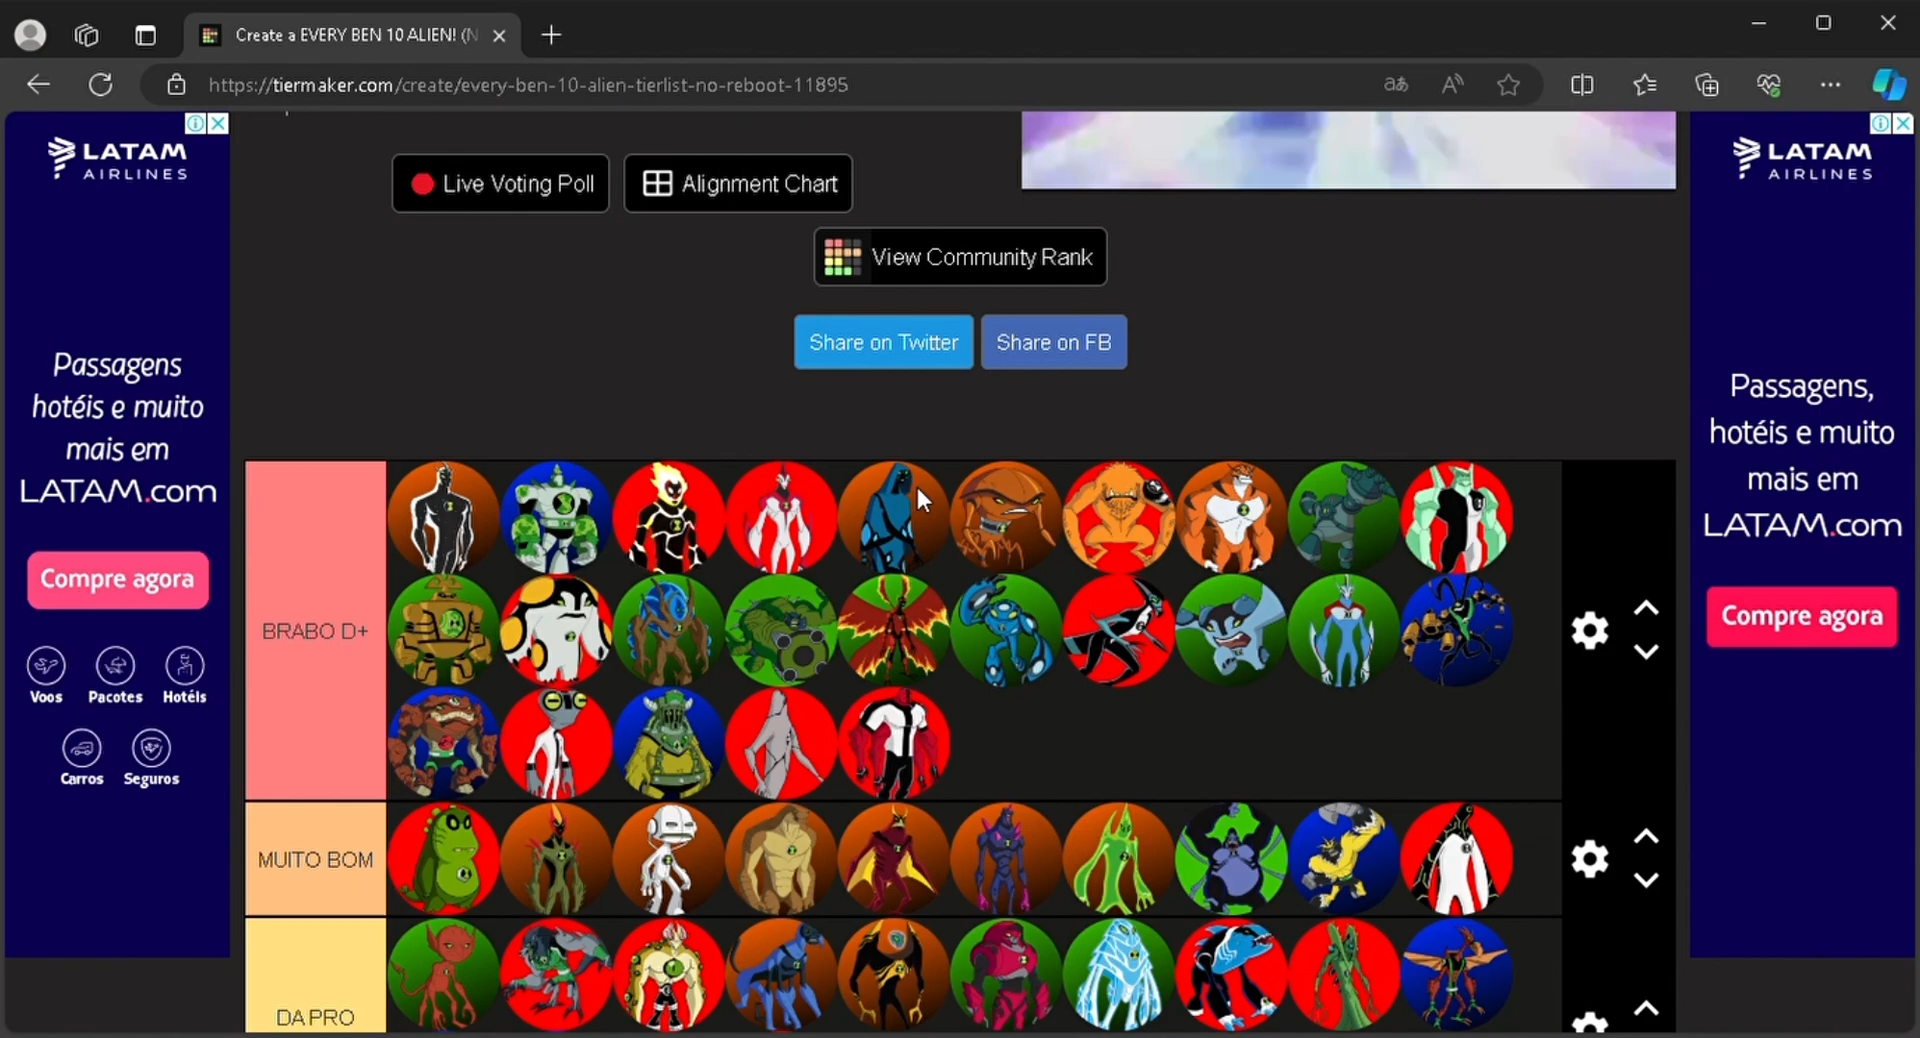 Create a EVERY BEN 10 ALIEN! (N
https://tiermaker.com/create/every-ben-10-alien-tierlist-no-reboot-11895
LATAM
AIRLINES
Passagens
hotéis e muito
mais em
LATAM.com
Compre agora
Voos Pacotes Hotéis
Carros Seguros
Live Voting Poll
Alignment Chart
View Community Rank
Share on Twitter
Share on FB
BRABO D+
MUITO BOM
DA PRO
LATAM
AIRLINES
Passagens,
hotéis e muito
mais em
LATAM.com
Compre agora